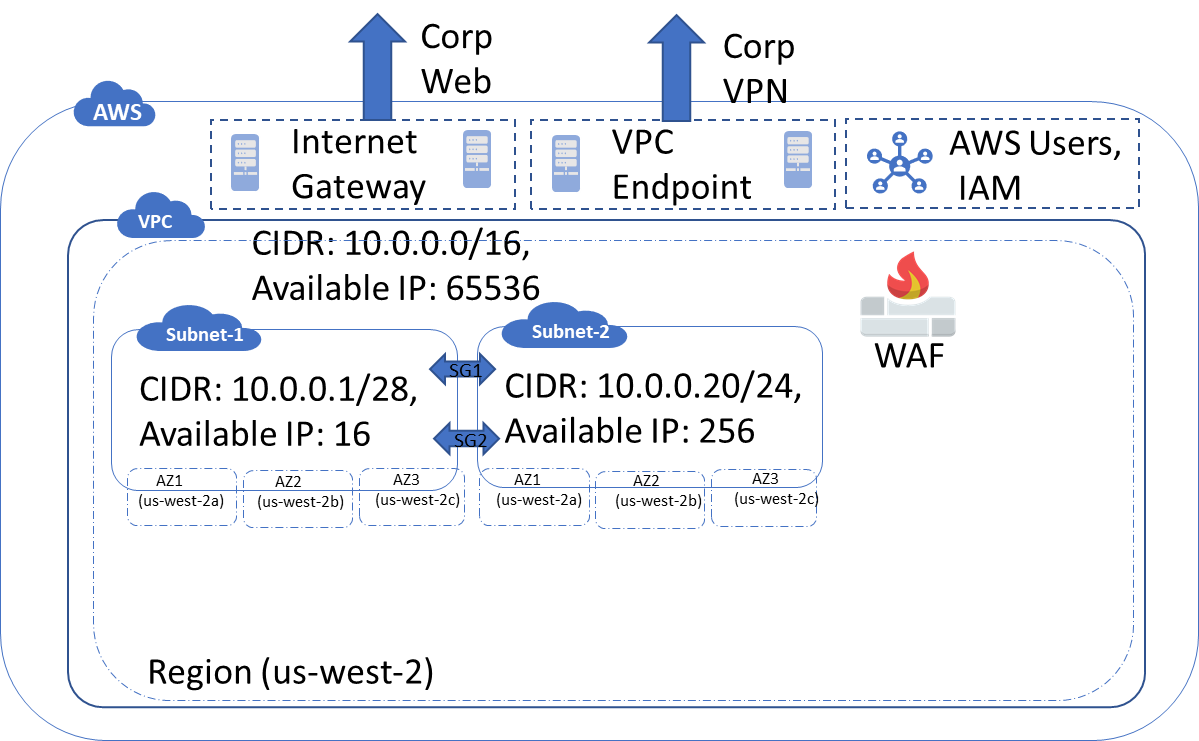 Corp
Web
Corp
VPN
AWS
Internet
Gateway
VPC
Endpoint
AWS Users,
IAM
VPC
CIDR: 10.0.0.0/16,
Available IP: 65536
WAF
Subnet-1
CIDR: 10.0.0.1/28,
Available IP: 16
SG1
SG2
Subnet-2
CIDR: 10.0.0.20/24,
Available IP: 256
AZ1
(us-west-2a)
AZ2
(us-west-2b)
AZ3
(us-west-2c)
AZ1
(us-west-2a)
AZ2
(us-west-2b)
AZ3
(us-west-2c)
Region (us-west-2)